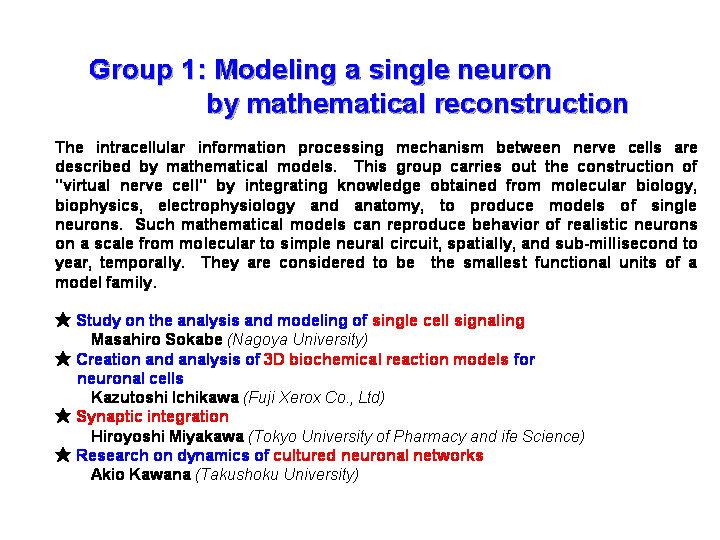 Group 1: Modeling a single neuron
by mathematical reconstruction
The intracellular information processing mechanism between nerve cells are
described by mathematical models. This group carries out the construction of
"virtual nerve cell" by integrating knowledge obtained from molecular biology,
biophysics, electrophysiology and anatomy, to produce models of single
neurons. Such mathematical models can reproduce behavior of realistic neurons
on a scale from molecular to simple neural circuit, spatially, and sub-millisecond to
year, temporally. They are considered to be the smallest functional units of a
model family.
★ Study on the analysis and modeling of single cell signaling
Masahiro Sokabe (Nagoya University)
★ Creation and analysis of 3D biochemical reaction models for
neuronal cells
Kazutoshi Ichikawa (Fuji Xerox Co., Ltd)
★ Synaptic integration
Hiroyoshi Miyakawa (Tokyo University of Pharmacy and ife Science)
★ Research on dynamics of cultured neuronal networks
Akio Kawana (Takushoku University)